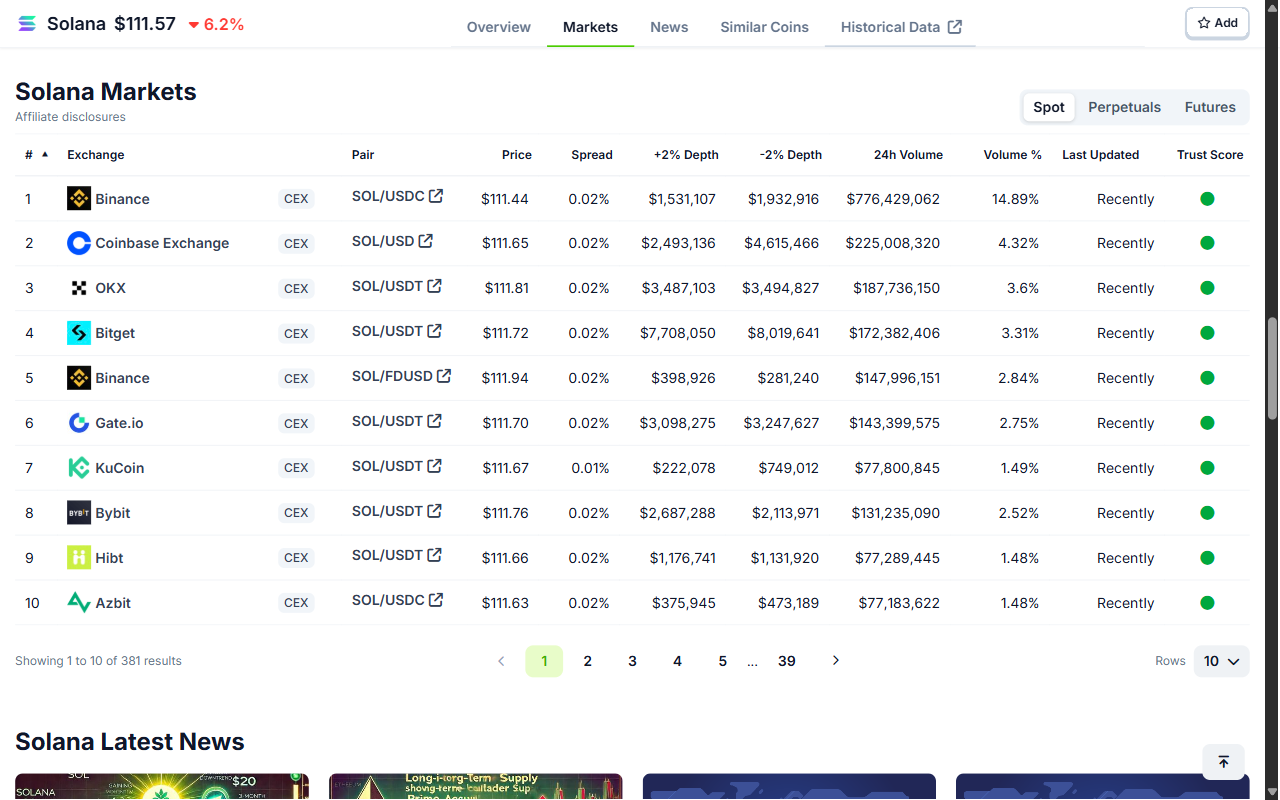 Solana $111.57 6.2%
Overview Markets News Similar Coins Historical Data
Add
Solana Markets
Affiliate disclosures
Spot Perpetuals Futures
# Exchange Pair Price Spread +2% Depth -2% Depth 24h Volume Volume % Last Updated Trust Score
1 Binance CEX SOL/USDC $111.44 0.02% $1,531,107 $1,932,916 $776,429,062 14.89% Recently
2 Coinbase Exchange CEX SOL/USD $111.65 0.02% $2,493,136 $4,615,466 $225,008,320 4.32% Recently
3 OKX CEX SOL/USDT $111.81 0.02% $3,487,103 $3,494,827 $187,736,150 3.6% Recently
4 Bitget CEX SOL/USDT $111.72 0.02% $7,708,050 $8,019,641 $172,382,406 3.31% Recently
5 Binance CEX SOL/FDUSD $111.94 0.02% $398,926 $281,240 $147,996,151 2.84% Recently
6 Gate.io CEX SOL/USDT $111.70 0.02% $3,098,275 $3,247,627 $143,399,575 2.75% Recently
7 KuCoin CEX SOL/USDT $111.67 0.01% $222,078 $749,012 $77,800,845 1.49% Recently
8 BYBIT Bybit CEX SOL/USDT $111.76 0.02% $2,687,288 $2,113,971 $131,235,090 2.52% Recently
9 Hibt CEX SOL/USDT $111.66 0.02% $1,176,741 $1,131,920 $77,289,445 1.48% Recently
10 Azbit CEX SOL/USDC $111.63 0.02% $375,945 $473,189 $77,183,622 1.48% Recently
Showing 1 to 10 of 381 results
1 2 3 4 5 ... 39
Rows 10
Solana Latest News
SOL
GAINING
DOWNTREND
$20
SOLANA
3-MONTH
Long-i-torg-Term Supply